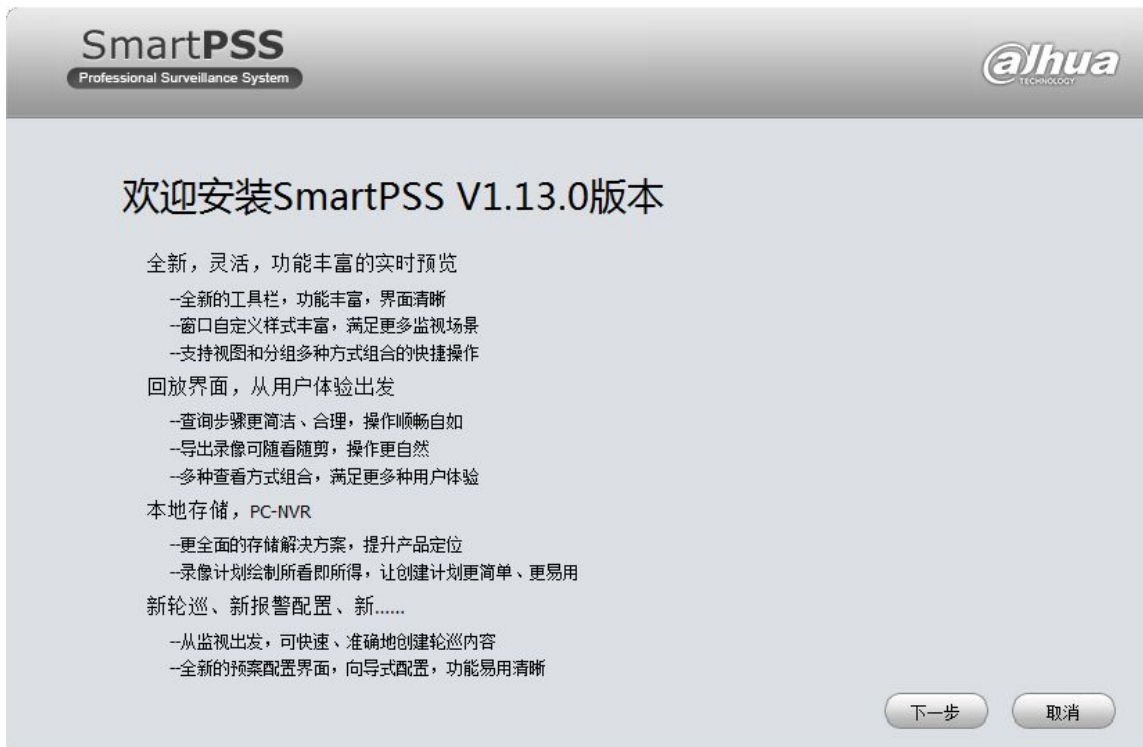 SmartPSS
Professional Surveillance System
alhua
TECHNOLOGY
欢迎安装SmartPSS V1.13.0版本
全新，灵活，功能丰富的实时预览
--全新的工具栏，功能丰富，界面清晰
--窗口自定义样式丰富，满足更多监视场景
--支持视图和分组多种方式组合的快捷操作
回放界面，从用户体验出发
--查询步骤更简洁、合理，操作顺畅自如
--导出录像可随看随剪，操作更自然
--多种查看方式组合，满足更多种用户体验
本地存储，PC-NVR
--更全面的存储解决方案，提升产品定位
--录像计划绘制所看即所得，让创建计划更简单、更易用
新轮巡、新报警配置、新......
--从监视出发，可快速、准确地创建轮巡内容
--全新的预案配置界面，向导式配置，功能易用清晰
下一步
取消